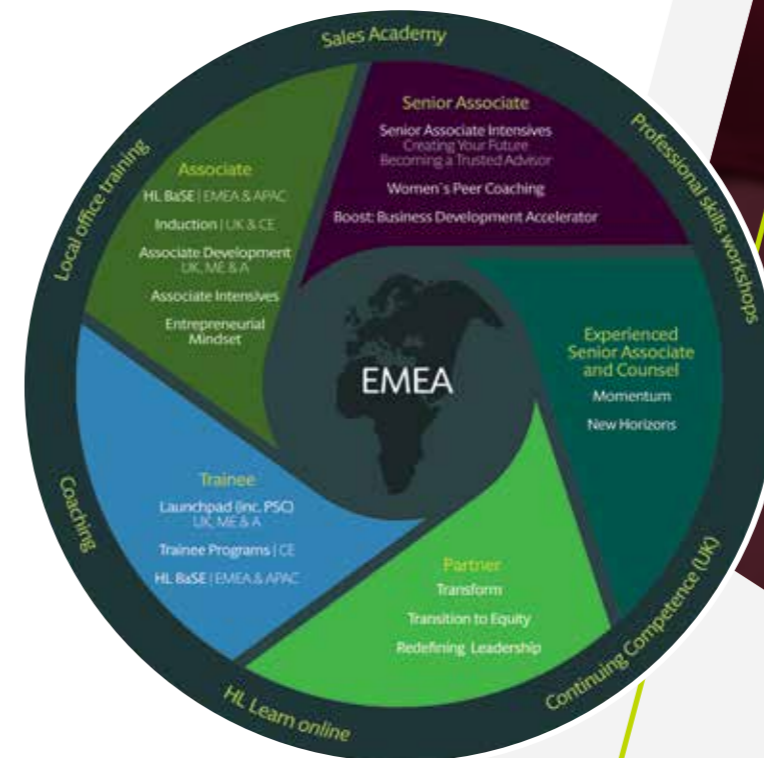 Sales Academy
Professional skills workshops
Continuing Competence (UK)
HL Learn online
Coaching
Local office training
Senior Associate
Senior Associate Intensives
Creating Your Future
Becoming a Trusted Advisor
Women's Peer Coaching
Boost: Business Development Accelerator
Experienced
Senior Associate
and Counsel
Momentum
New Horizons
Partner
Transform
Transition to Equity
Redefining Leadership
Trainee
Launchpad (inc. PSC)
UK, ME & A
Trainee Programs | CE
HL BaSE | EMEA & APAC
Associate
HL BaSE | EMEA & APAC
Induction | UK & CE
Associate Development
UK, ME & A
Associate Intensives
Entrepreneurial
Mindset
EMEA